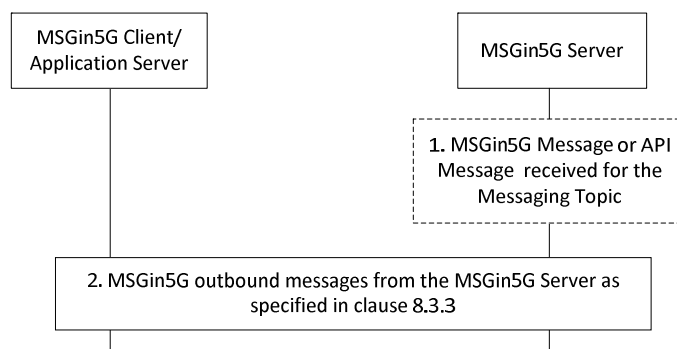 MSGin5G Client/
Application Server
MSGin5G Server
1. MSGin5G Message or API
Message received for the
Messaging Topic
2. MSGin5G outbound messages from the MSGin5G Server as
specified in clause 8.3.3